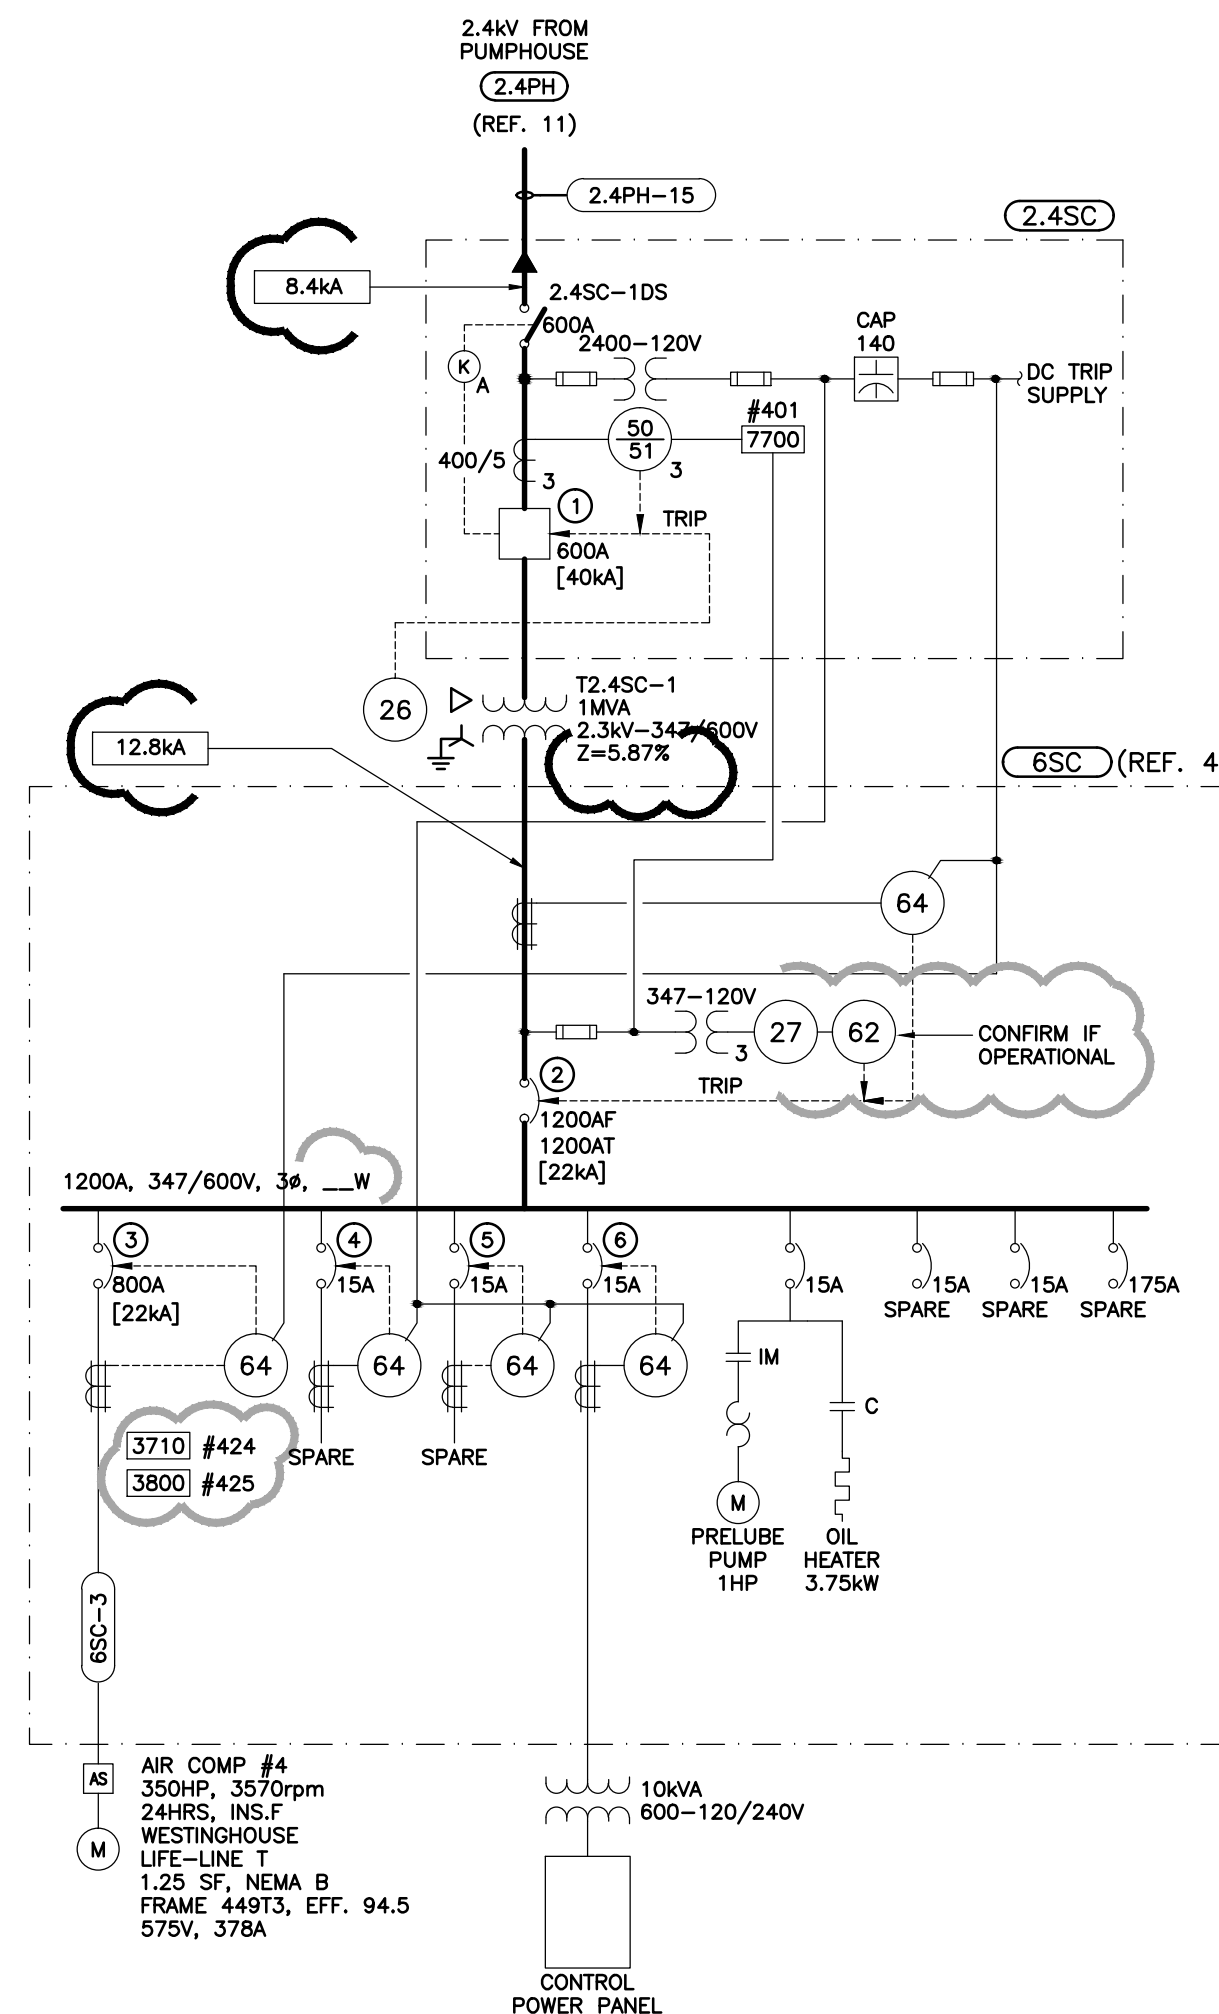 2.4kV FROM
PUMPHOUSE
2.4PH
(REF. 11)
2.4PH-15
2.4SC
8.4kA
2.4SC-1DS
600A
2400-120V
CAP
140
K
A
DC TRIP
SUPPLY
#401
7700
50
51
3
400/5
3
1
TRIP
600A
[40kA]
26
T2.4SC-1
1MVA
2.3kV-347/600V
Z=5.87%
12.8kA
6SC
(REF. 4
64
347-120V
3
27
62
CONFIRM IF
OPERATIONAL
2
TRIP
1200AF
1200AT
[22kA]
1200A, 347/600V, 3ø, __W
3
800A
[22kA]
4
15A
5
15A
6
15A
15A
15A
SPARE
15A
SPARE
175A
SPARE
64
64
64
64
IM
C
3710 #424
3800 #425
SPARE
SPARE
M
PRELUBE
PUMP
1HP
OIL
HEATER
3.75kW
6SC-3
AS
M
AIR COMP #4
350HP, 3570rpm
24HRS, INS.F
WESTINGHOUSE
LIFE-LINE T
1.25 SF, NEMA B
FRAME 449T3, EFF. 94.5
575V, 378A
10kVA
600-120/240V
CONTROL
POWER PANEL